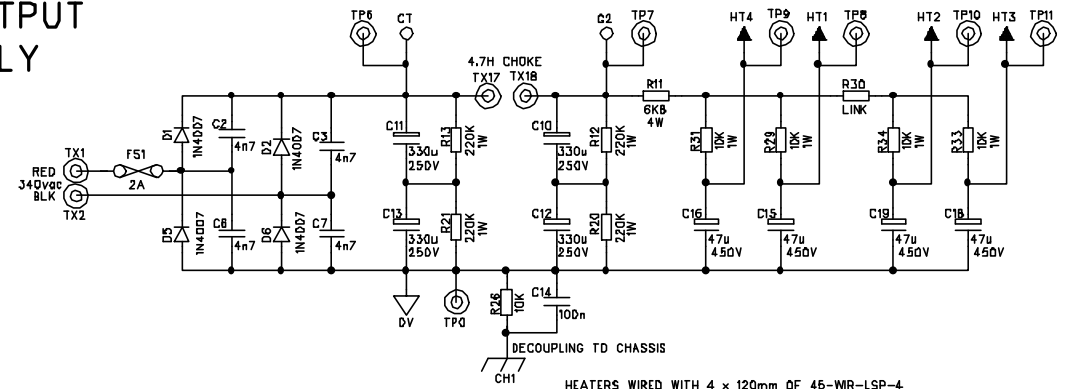 TPUT
LY
TP6
CT
G2
TP7
HT4
TP9
HT1
TP8
HT2
TP10
HT3
TP11
4.7H CHOKE
TX17
TX18
R11
6K8
4W
R30
LINK
D1
1N4007
C2
4n7
D2
1N4007
C3
4n7
C11
330u
250V
R13
220K
1W
C10
330u
250V
R12
220K
1W
R31
10K
1W
R29
10K
1W
R34
10K
1W
R33
10K
1W
TX1
RED
340vac
BLK
TX2
FS1
2A
D5
1N4007
C6
4n7
D6
1N4007
C7
4n7
C13
330u
250V
R21
220K
1W
C12
330u
250V
R20
220K
1W
C16
47u
450V
C15
47u
450V
C19
47u
450V
C18
47u
450V
0V
TP0
R26
10K
C14
100n
DECOUPLING TO CHASSIS
CH1
HEATERS WIRED WITH 4 x 120mm OF 45-WIR-LSP-4